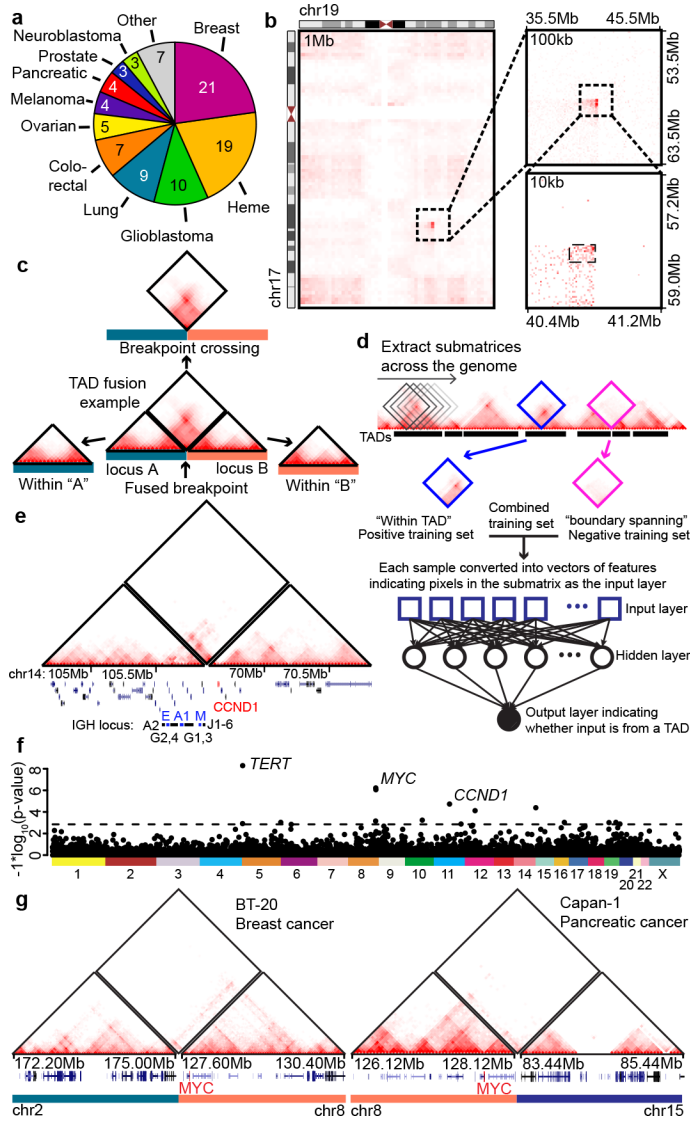 a
Other
Neuroblastoma
Prostate
Pancreatic
Melanoma
Ovarian
Colo-
rectal
Lung
Glioblastoma
Heme
Breast
7
3
3
4
4
5
7
9
10
19
21
b
chr19
1Mb
chr17
35.5Mb 45.5Mb
100kb
53.5Mb
63.5Mb
10kb
57.2Mb
59.0Mb
40.4Mb 41.2Mb
c
Breakpoint crossing
TAD fusion
example
locus A locus B
Within "A"
Within "B"
Fused breakpoint
d
Extract submatrices
across the genome
TADs
"Within TAD"
Positive training set
Combined
training set
"boundary spanning"
Negative training set
Each sample converted into vectors of features
indicating pixels in the submatrix as the input layer
Input layer
Hidden layer
Output layer indicating
whether input is from a TAD
e
chr14: 105Mb 105.5Mb 70Mb 70.5Mb
CCND1
IGH locus: A2 E A1 M J1-6
G2,4 G1,3
f
-1*log10(p-value)
8
6
4
2
0
TERT
MYC
CCND1
1 2 3 4 5 6 7 8 9 10 11 12 13 14 15 16 17 18 19 21 X
20 22
g
BT-20
Breast cancer
172.20Mb 175.00Mb 127.60Mb 130.40Mb
MYC
chr2 chr8
Capan-1
Pancreatic cancer
126.12Mb 128.12Mb 83.44Mb 85.44Mb
MYC
chr8 chr15